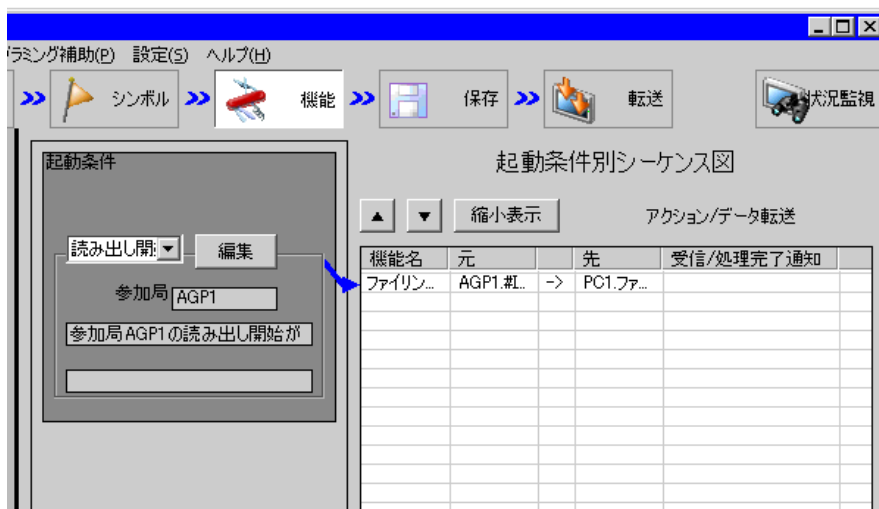 ラミング補助(P) 設定(S) ヘルプ(H)
シンボル 機能 保存 転送 状況監視
起動条件
読み出し開
編集
参加局 AGP1
参加局AGP1の読み出し開始が
起動条件別シーケンス図
▲ ▼ 縮小表示 アクション/データ転送
機能名 元 先 受信/処理完了通知
ファイリン... AGP1.#I... -> PC1.ファ...